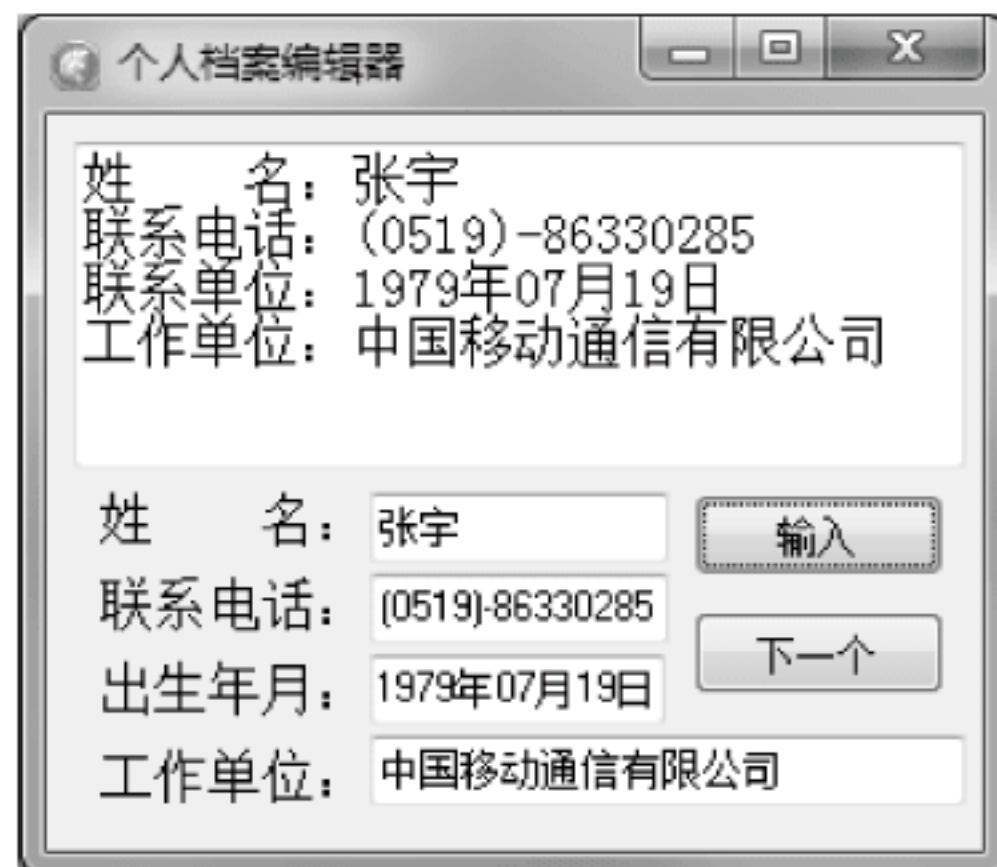 个人档案编辑器
姓　　名：张宇
联系电话：(0519)-86330285
联系单位：1979年07月19日
工作单位：中国移动通信有限公司
姓　　名：张宇 输入
联系电话：(0519)-86330285
下一个
出生年月：1979年07月19日
工作单位：中国移动通信有限公司